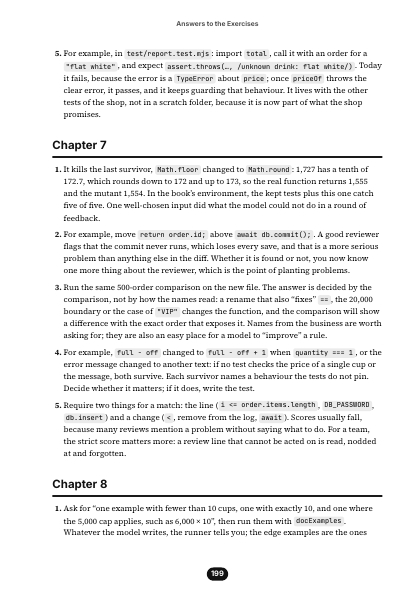 Answers to the Exercises
5. For example, in test/report.test.mjs: import total, call it with an order for a
"flat white", and expect assert.throws(…, /unknown drink: flat white/). Today
it fails, because the error is a TypeError about price; once priceOf throws the
clear error, it passes, and it keeps guarding that behaviour. It lives with the other
tests of the shop, not in a scratch folder, because it is now part of what the shop
promises.
Chapter 7
1. It kills the last survivor, Math.floor changed to Math.round: 1,727 has a tenth of
172.7, which rounds down to 172 and up to 173, so the real function returns 1,555
and the mutant 1,554. In the book's environment, the kept tests plus this one catch
five of five. One well-chosen input did what the model could not do in a round of
feedback.
2. For example, move return order.id; above await db.commit();. A good reviewer
flags that the commit never runs, which loses every save, and that is a more serious
problem than anything else in the diff. Whether it is found or not, you now know
one more thing about the reviewer, which is the point of planting problems.
3. Run the same 500-order comparison on the new file. The answer is decided by the
comparison, not by how the names read: a rename that also “fixes” ==, the 20,000
boundary or the case of "VIP" changes the function, and the comparison will show
a difference with the exact order that exposes it. Names from the business are worth
asking for; they are also an easy place for a model to “improve” a rule.
4. For example, full - off changed to full - off + 1 when quantity === 1, or the
error message changed to another text: if no test checks the price of a single cup or
the message, both survive. Each survivor names a behaviour the tests do not pin.
Decide whether it matters; if it does, write the test.
5. Require two things for a match: the line (i <= order.items.length, DB_PASSWORD,
db.insert) and a change (<, remove from the log, await). Scores usually fall,
because many reviews mention a problem without saying what to do. For a team,
the strict score matters more: a review line that cannot be acted on is read, nodded
at and forgotten.
Chapter 8
1. Ask for “one example with fewer than 10 cups, one with exactly 10, and one where
the 5,000 cap applies, such as 6,000 × 10”, then run them with docExamples.
Whatever the model writes, the runner tells you; the edge examples are the ones
199